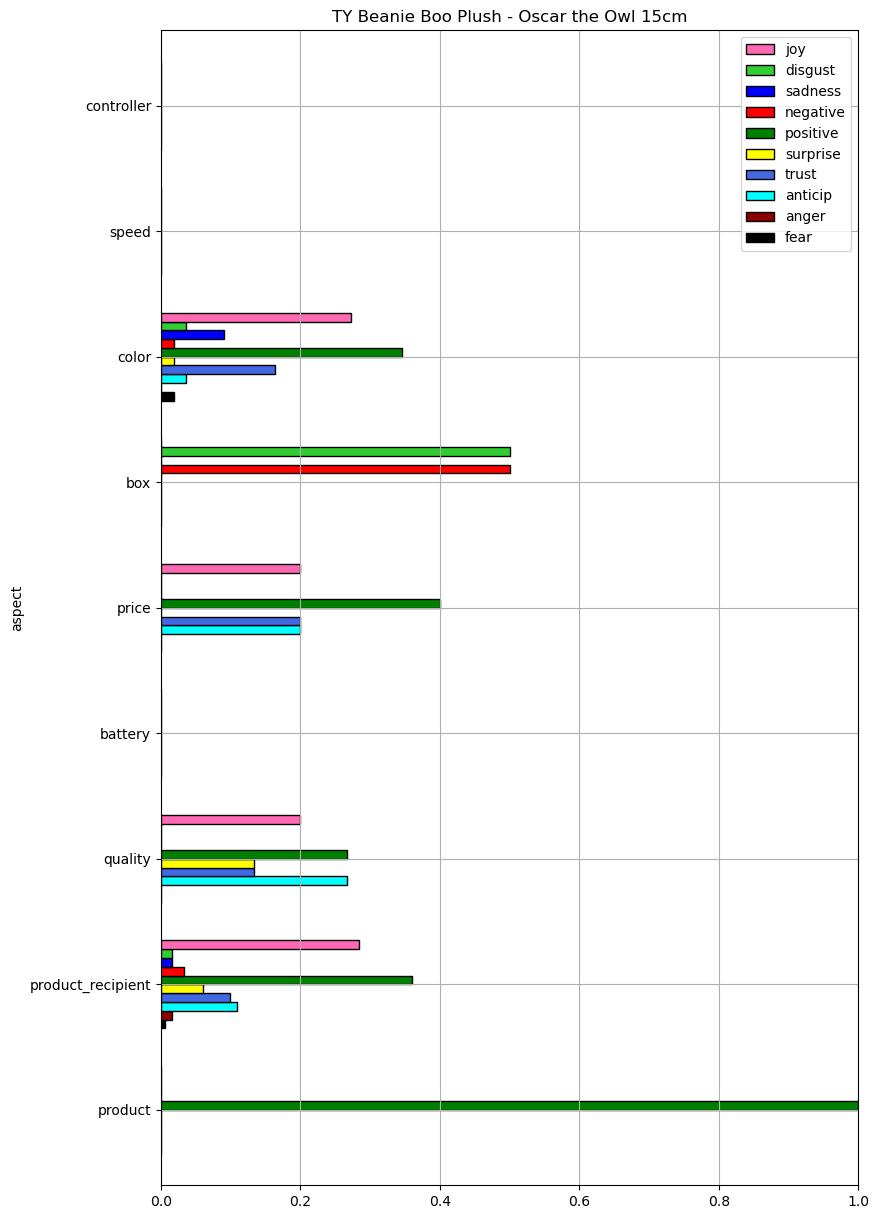 TY Beanie Boo Plush - Oscar the Owl 15cm
joy
disgust
sadness
negative
positive
surprise
trust
anticip
anger
fear
controller
speed
color
box
price
battery
quality
product_recipient
product
aspect
0.0 0.2 0.4 0.6 0.8 1.0